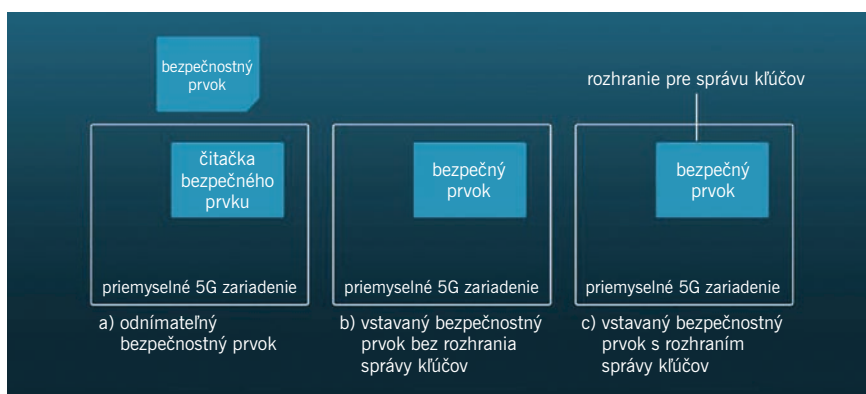 bezpečnostný
prvok
čitačka
bezpečného
prvku
priemyselné 5G zariadenie
a) odnímateľný
bezpečnostný prvok
bezpečný
prvok
priemyselné 5G zariadenie
b) vstavaný bezpečnostný
prvok bez rozhrania
správy kľúčov
rozhranie pre správu kľúčov
bezpečný
prvok
priemyselné 5G zariadenie
c) vstavaný bezpečnostný
prvok s rozhraním
správy kľúčov